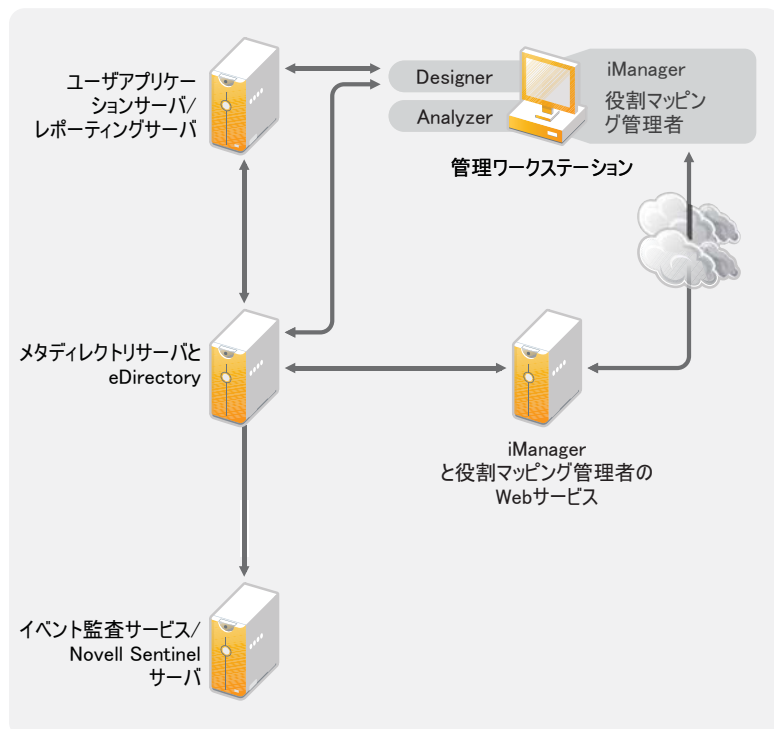 ユーザアプリケー
ションサーバ/
レポーティングサーバ
Designer
Analyzer
iManager
役割マッピン
グ管理者
管理ワークステーション
メタディレクトリサーバと
eDirectory
iManager
と役割マッピング管理者の
Webサービス
イベント監査サービス/
Novell Sentinel
サーバ